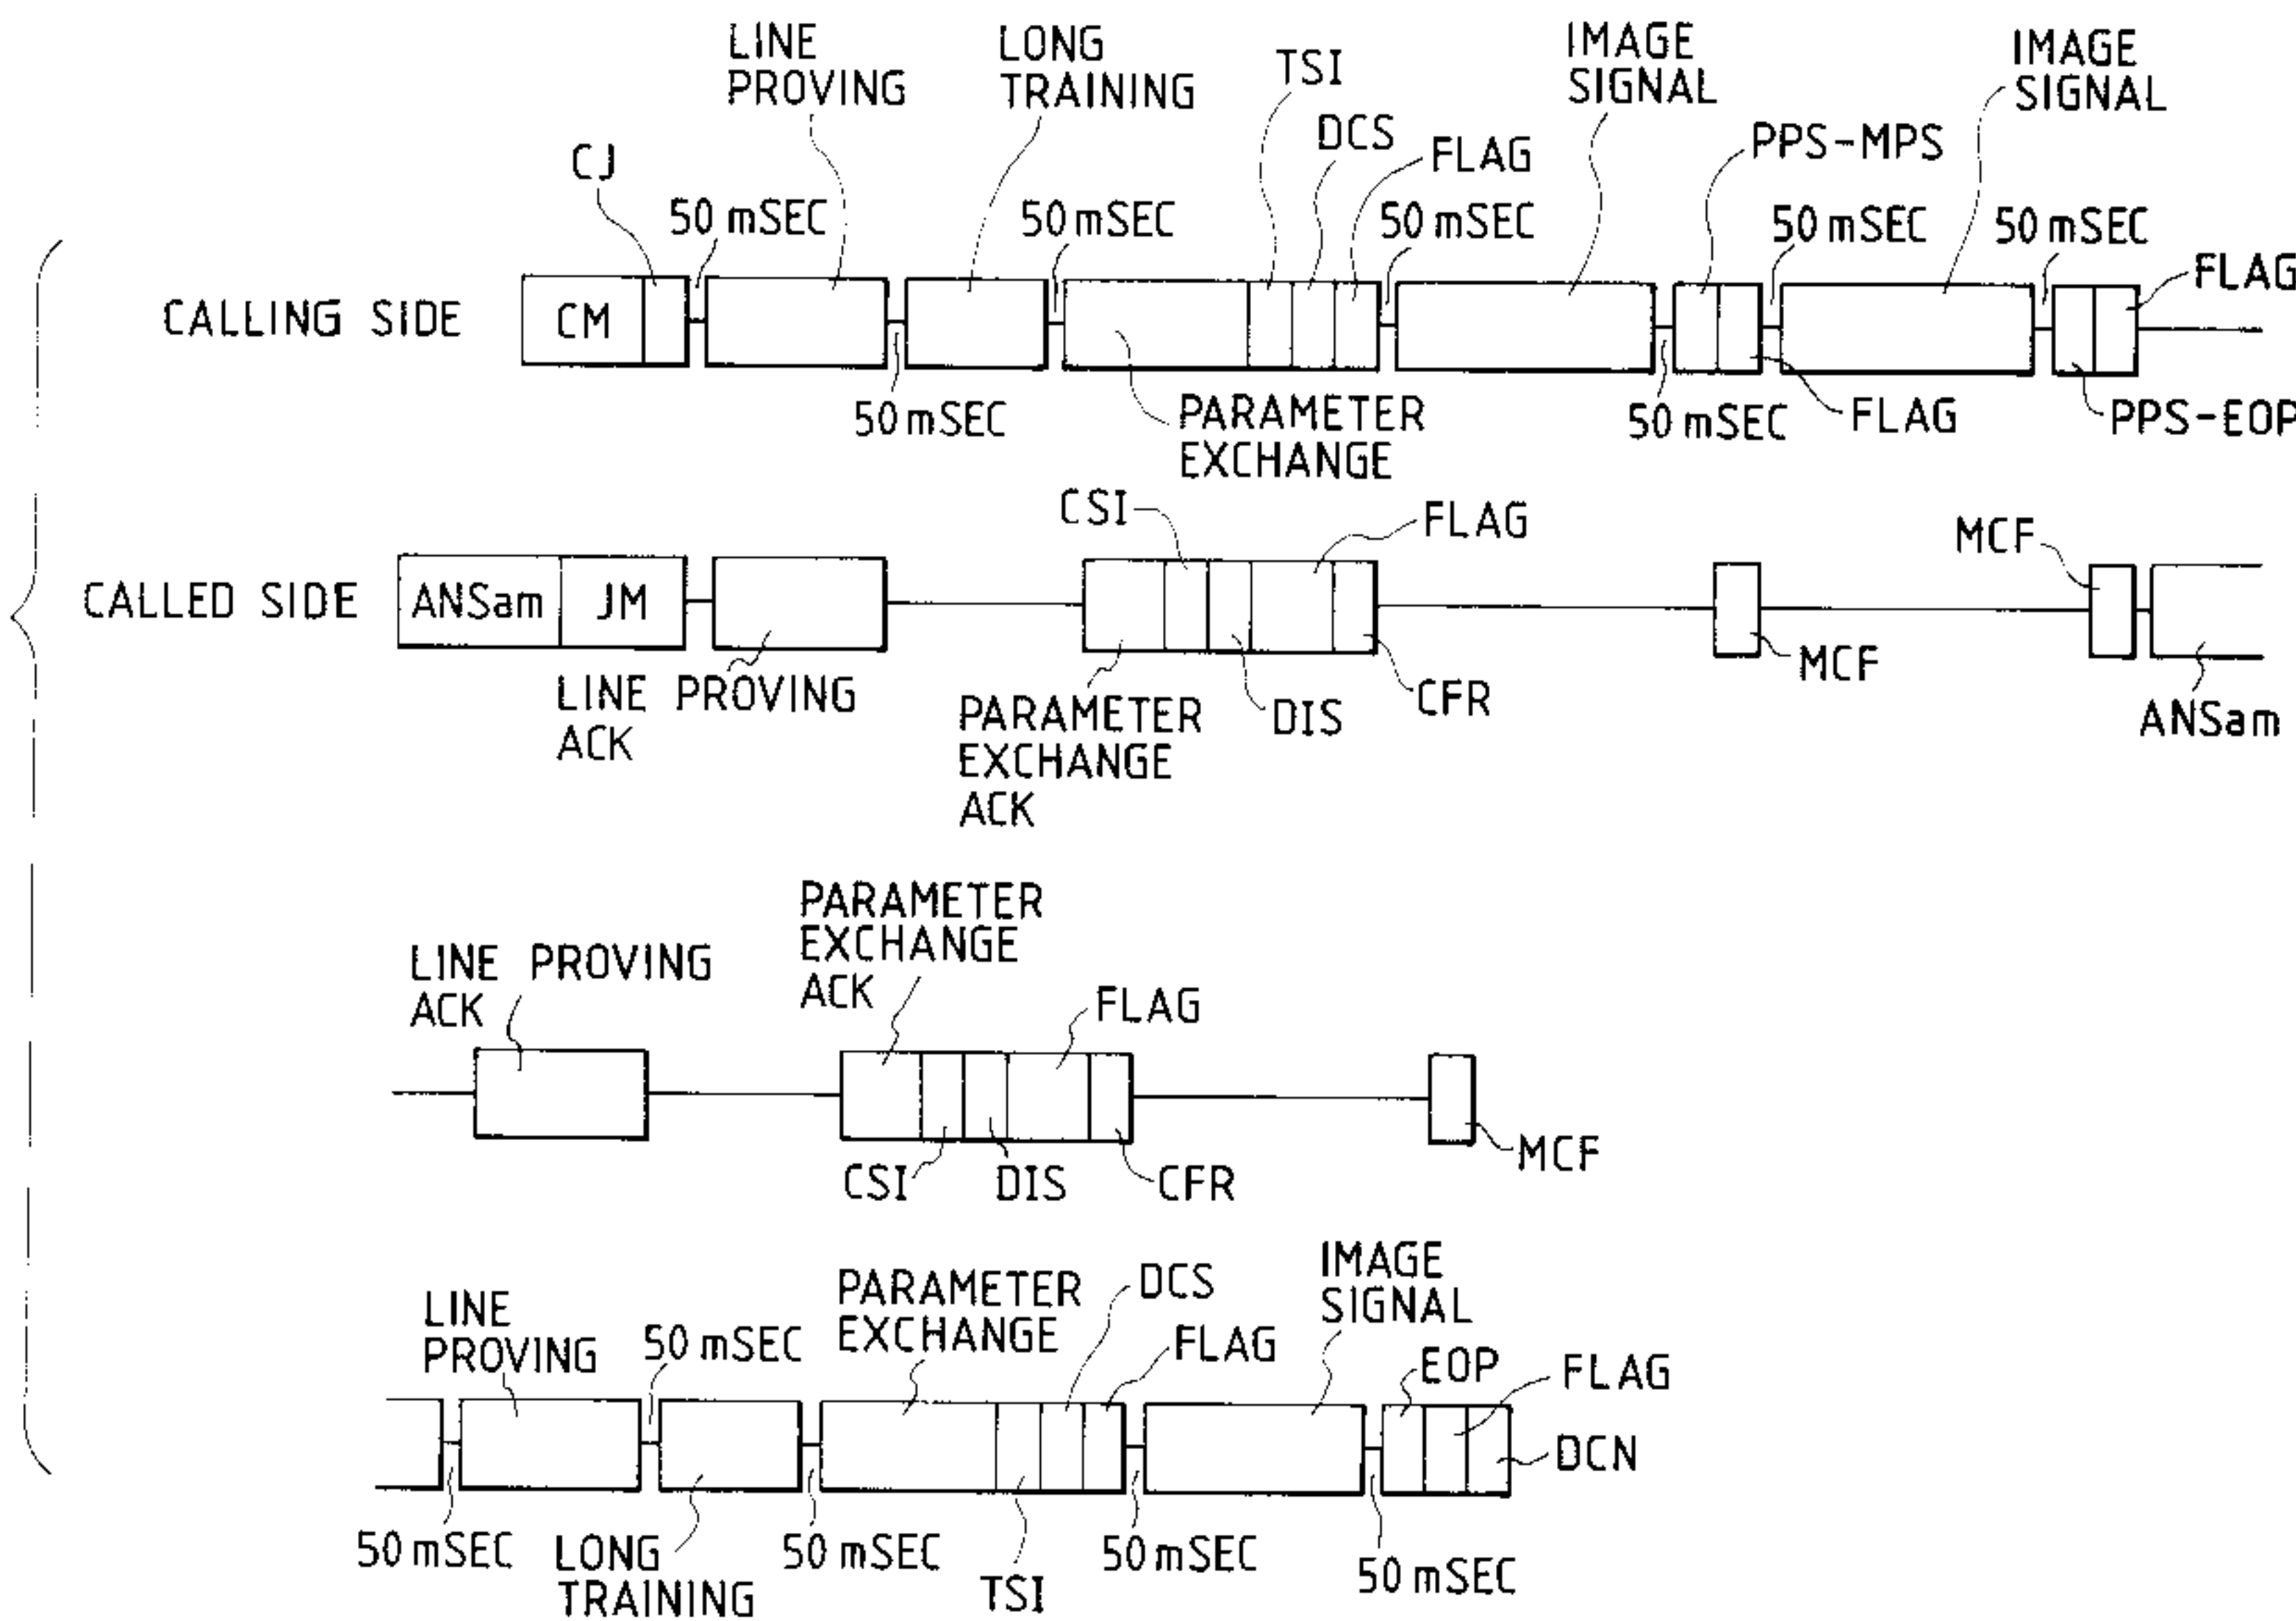 LINE
PROVING
LONG
TRAINING
TSI
IMAGE
SIGNAL
IMAGE
SIGNAL
DCS
FLAG
PPS-MPS
CJ
50 mSEC
50 mSEC
50 mSEC
50 mSEC
50 mSEC
FLAG
CALLING SIDE
CM
50 mSEC
PARAMETER
EXCHANGE
50 mSEC
FLAG
PPS-EOP
CSI
FLAG
MCF
CALLED SIDE
ANSam
JM
LINE PROVING
ACK
PARAMETER
EXCHANGE
ACK
DIS
CFR
MCF
ANSam
LINE PROVING
ACK
PARAMETER
EXCHANGE
ACK
FLAG
CSI
DIS
CFR
MCF
LINE
PROVING
50 mSEC
PARAMETER
EXCHANGE
DCS
FLAG
IMAGE
SIGNAL
EOP
FLAG
DCN
50 mSEC
LONG
TRAINING
50 mSEC
TSI
50 mSEC
50 mSEC